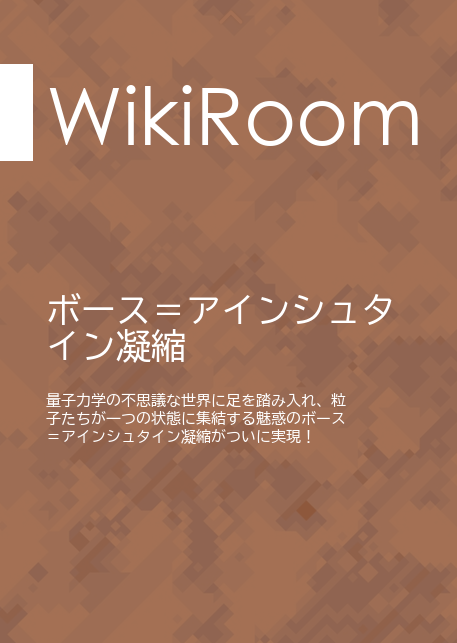 WikiRoom
ボース＝アインシュタ
イン凝縮
量子力学の不思議な世界に足を踏み入れ、粒
子たちが一つの状態に集結する魅惑のボース
＝アインシュタイン凝縮がついに実現！